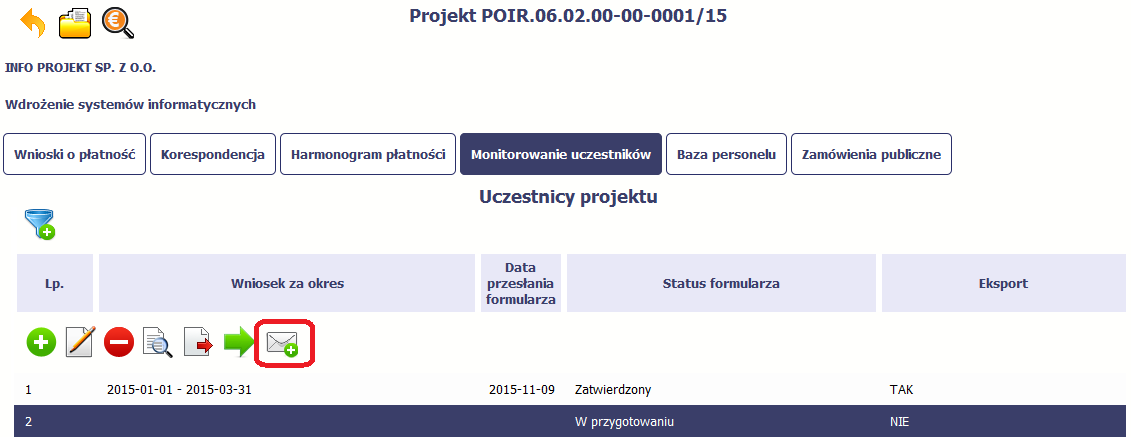 Projekt POIR.06.02.00-00-0001/15
INFO PROJEKT SP. Z O.O.
Wdrożenie systemów informatycznych
Wnioski o płatność Korespondencja Harmonogram płatności Monitorowanie uczestników Baza personelu Zamówienia publiczne
Uczestnicy projektu
Lp. Wniosek za okres Data przesłania formularza Status formularza Eksport
1 2015-01-01 - 2015-03-31 2015-11-09 Zatwierdzony TAK
2 W przygotowaniu NIE